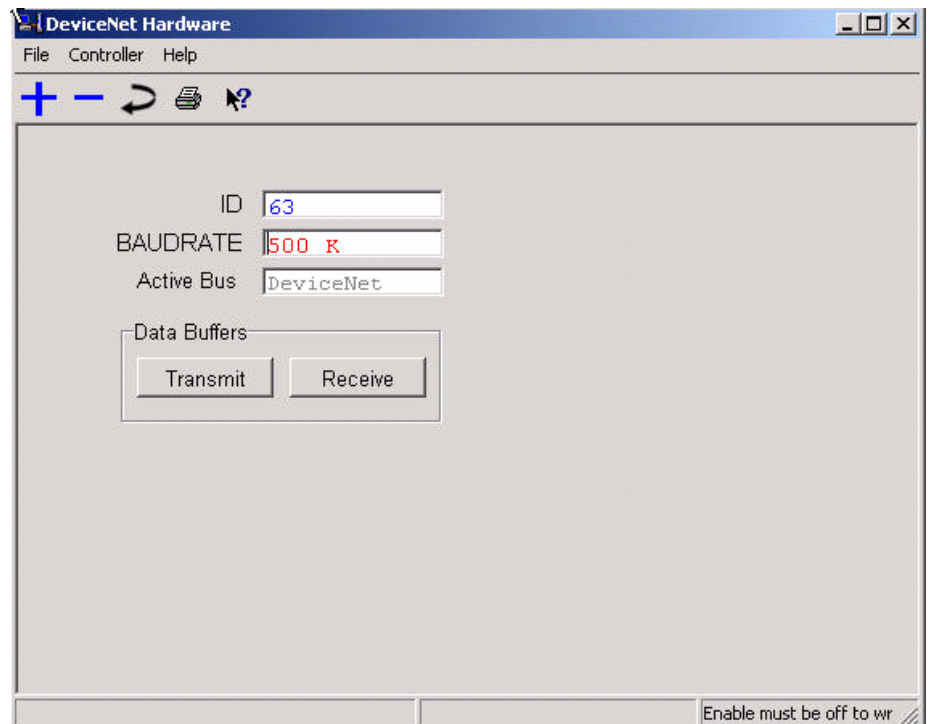 DeviceNet Hardware
File Controller Help
ID 63
BAUDRATE 500 K
Active Bus DeviceNet
Data Buffers
Transmit Receive
Enable must be off to wr